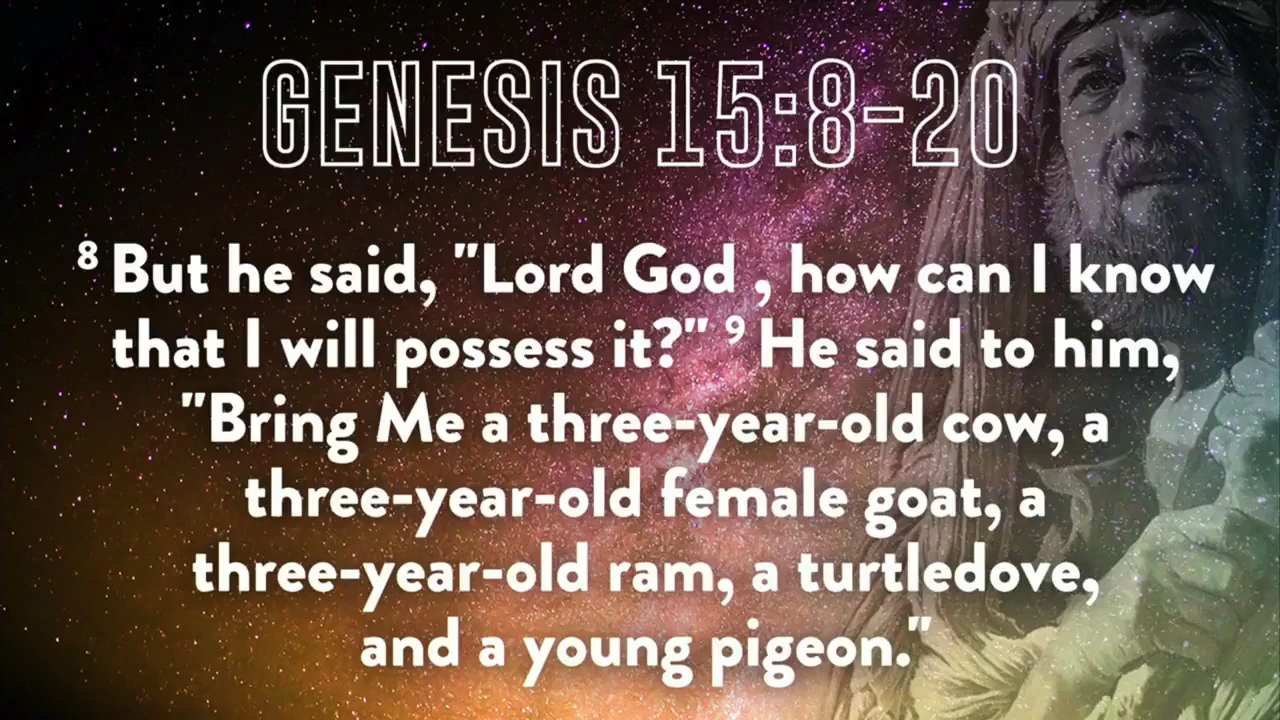 GENESIS 15:8-20
8 But he said, "Lord God , how can I know
that I will possess it?" 9 He said to him,
"Bring Me a three-year-old cow, a
three-year-old female goat, a
three-year-old ram, a turtledove,
and a young pigeon."